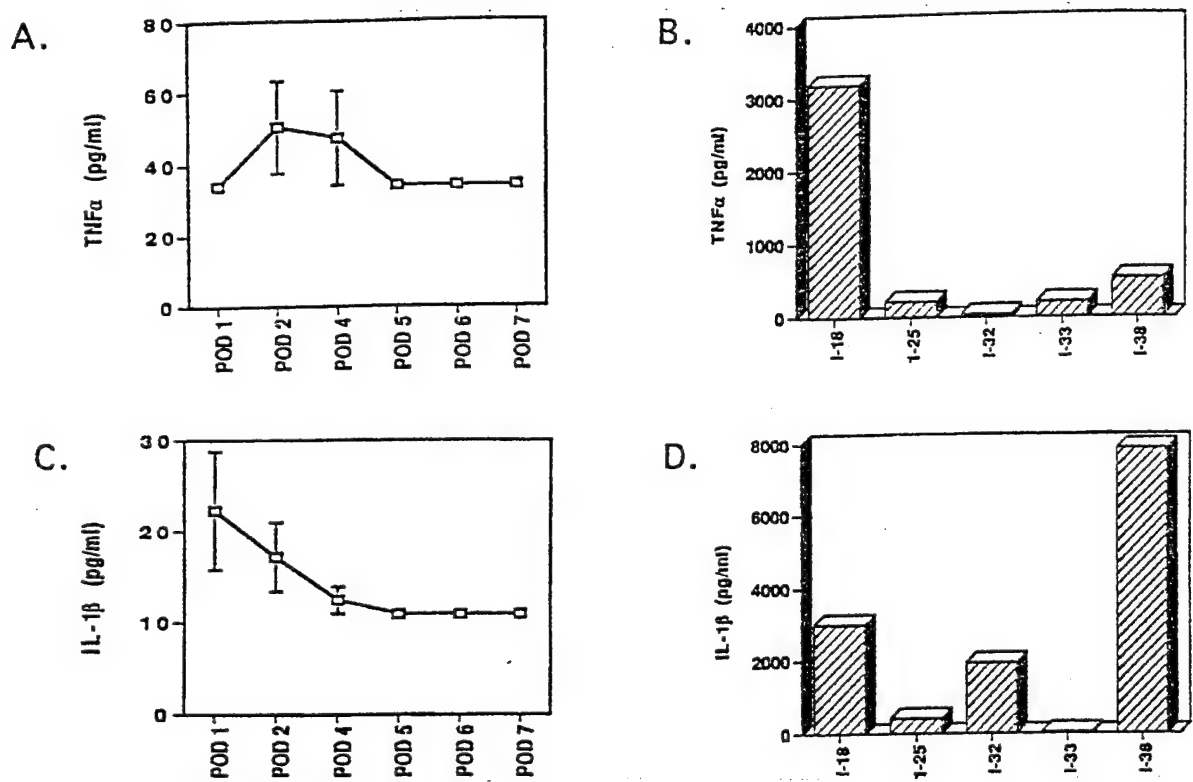 A.
TNFα (pg/ml)
80
60
40
20
0
POD 1
POD 2
POD 4
POD 5
POD 6
POD 7
B.
TNFα (pg/ml)
4000
3000
2000
1000
0
I-18
I-25
I-32
I-33
I-38
C.
IL-1β (pg/ml)
30
20
10
0
POD 1
POD 2
POD 4
POD 5
POD 6
POD 7
D.
IL-1β (pg/ml)
8000
6000
4000
2000
0
I-18
I-25
I-32
I-33
I-38